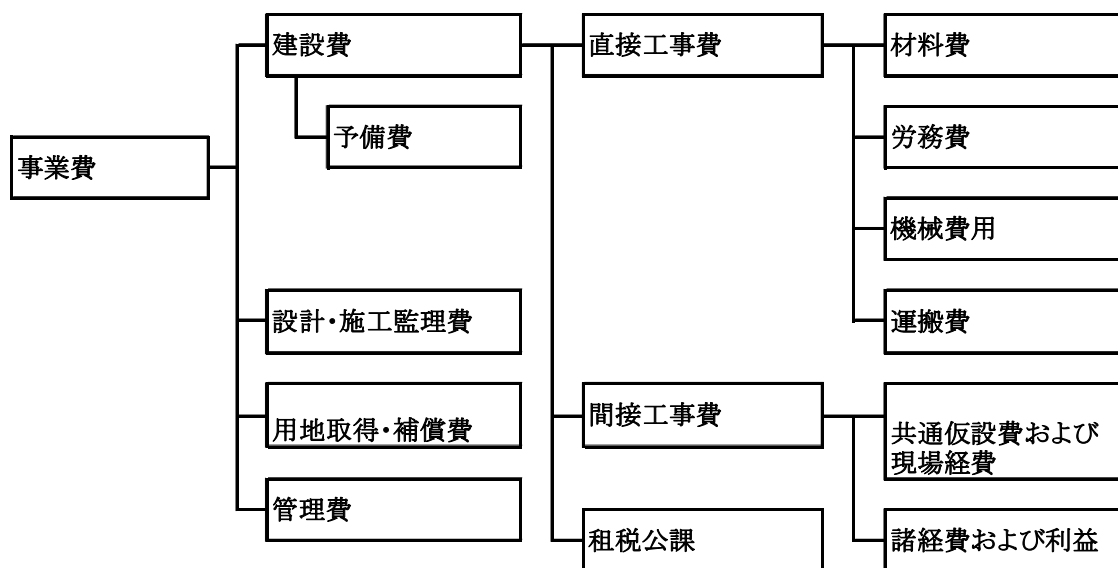 事業費
建設費
予備費
設計・施工監理費
用地取得・補償費
管理費
直接工事費
間接工事費
租税公課
材料費
労務費
機械費用
運搬費
共通仮設費および
現場経費
諸経費および利益